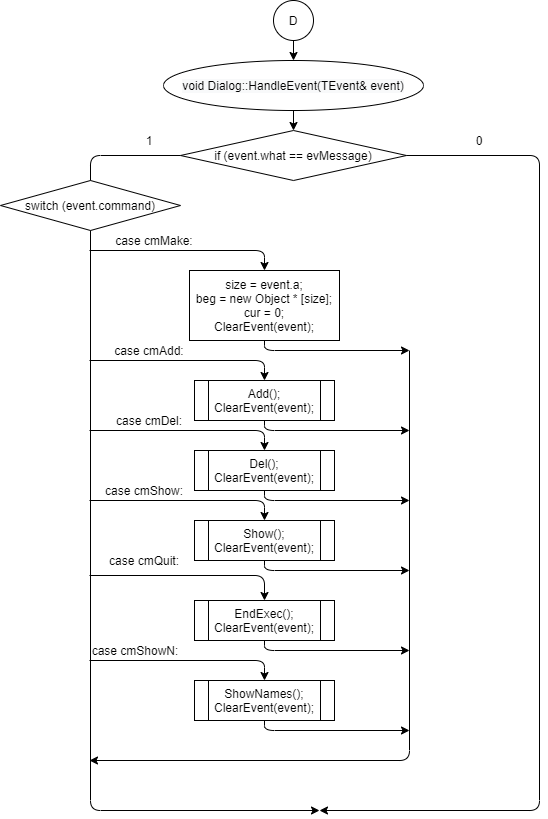 D
void Dialog::HandleEvent(TEvent& event)
1
0
if (event.what == evMessage)
switch (event.command)
case cmMake:
size = event.a;
beg = new Object * [size];
cur = 0;
ClearEvent(event);
case cmAdd:
Add();
ClearEvent(event);
case cmDel:
Del();
ClearEvent(event);
case cmShow:
Show();
ClearEvent(event);
case cmQuit:
EndExec();
ClearEvent(event);
case cmShowN:
ShowNames();
ClearEvent(event);